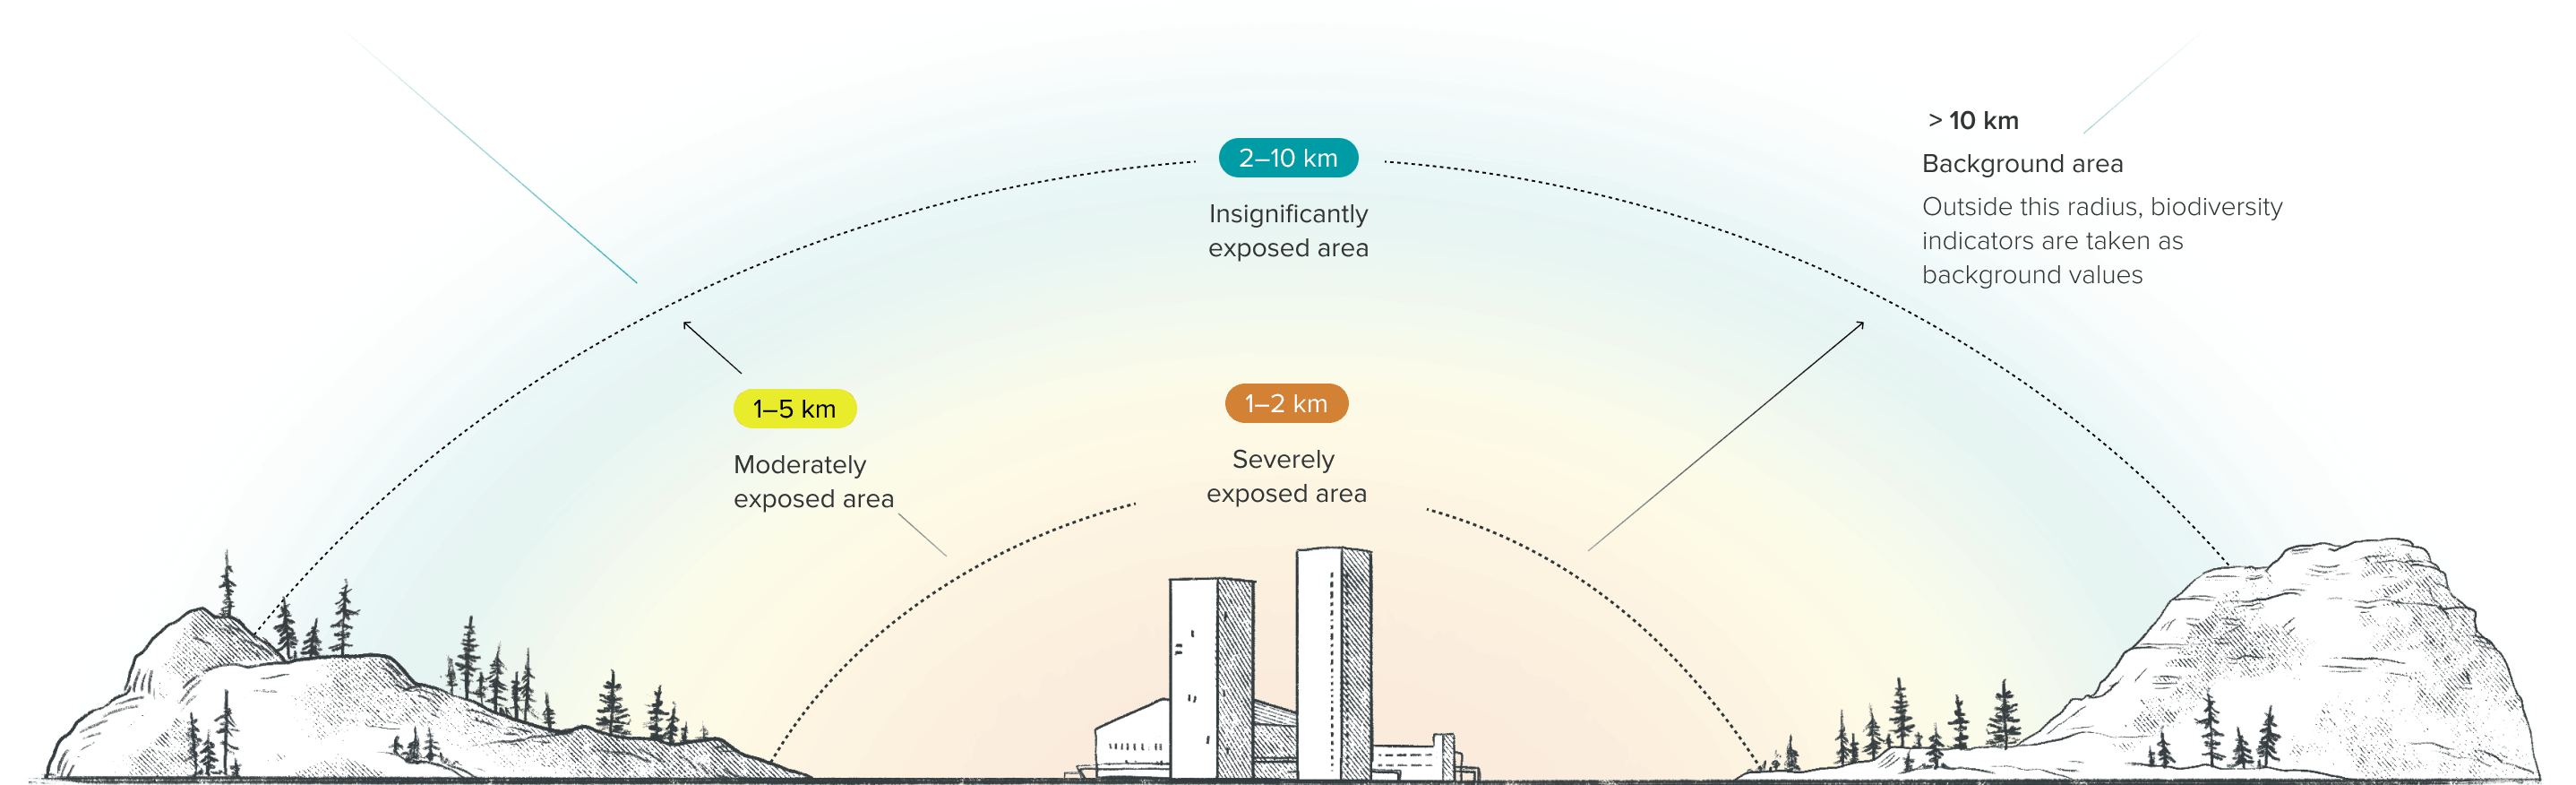 2–10 km
Insignificantly
exposed area
> 10 km
Background area
Outside this radius, biodiversity
indicators are taken as
background values
1–5 km
Moderately
exposed area
1–2 km
Severely
exposed area